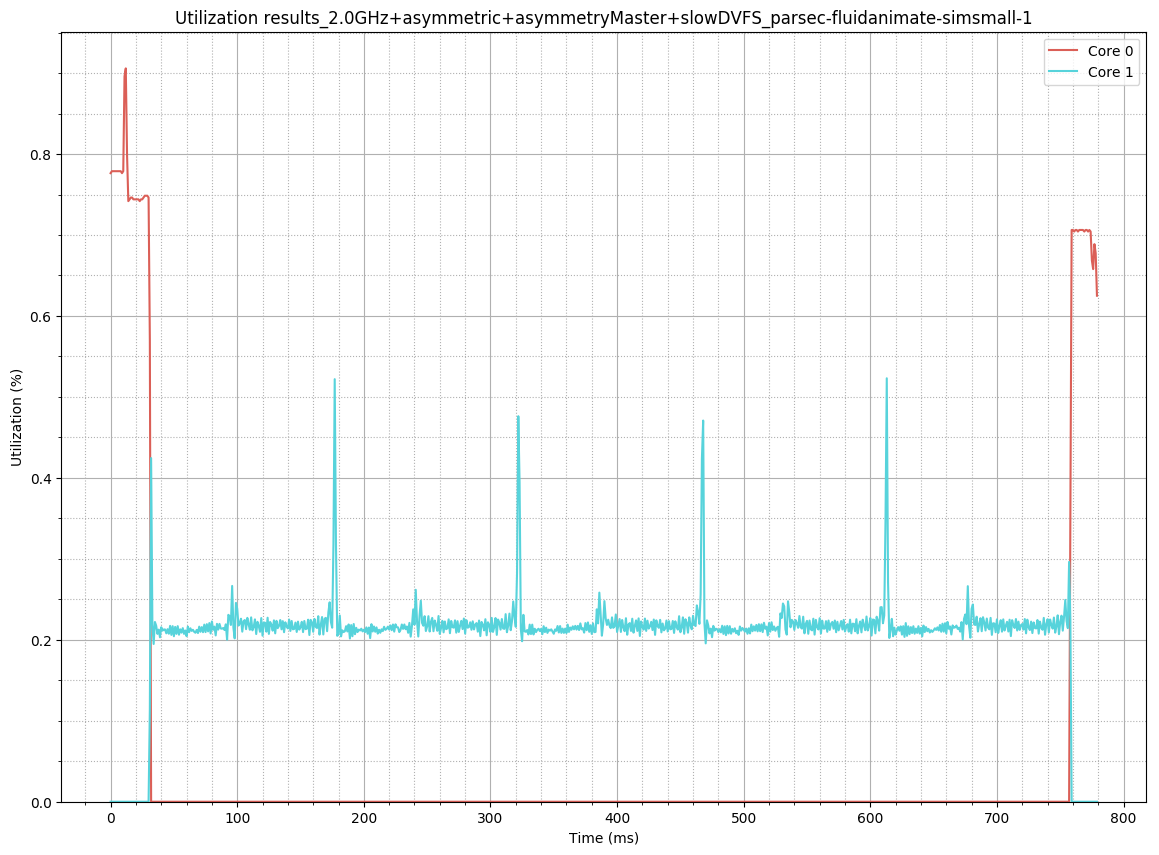 Utilization results_2.0GHz+asymmetric+asymmetryMaster+slowDVFS_parsec-fluidanimate-simsmall-1
Core 0
Core 1
Utilization (%)
0.8
0.6
0.4
0.2
0.0
0 100 200 300 400 500 600 700 800
Time (ms)